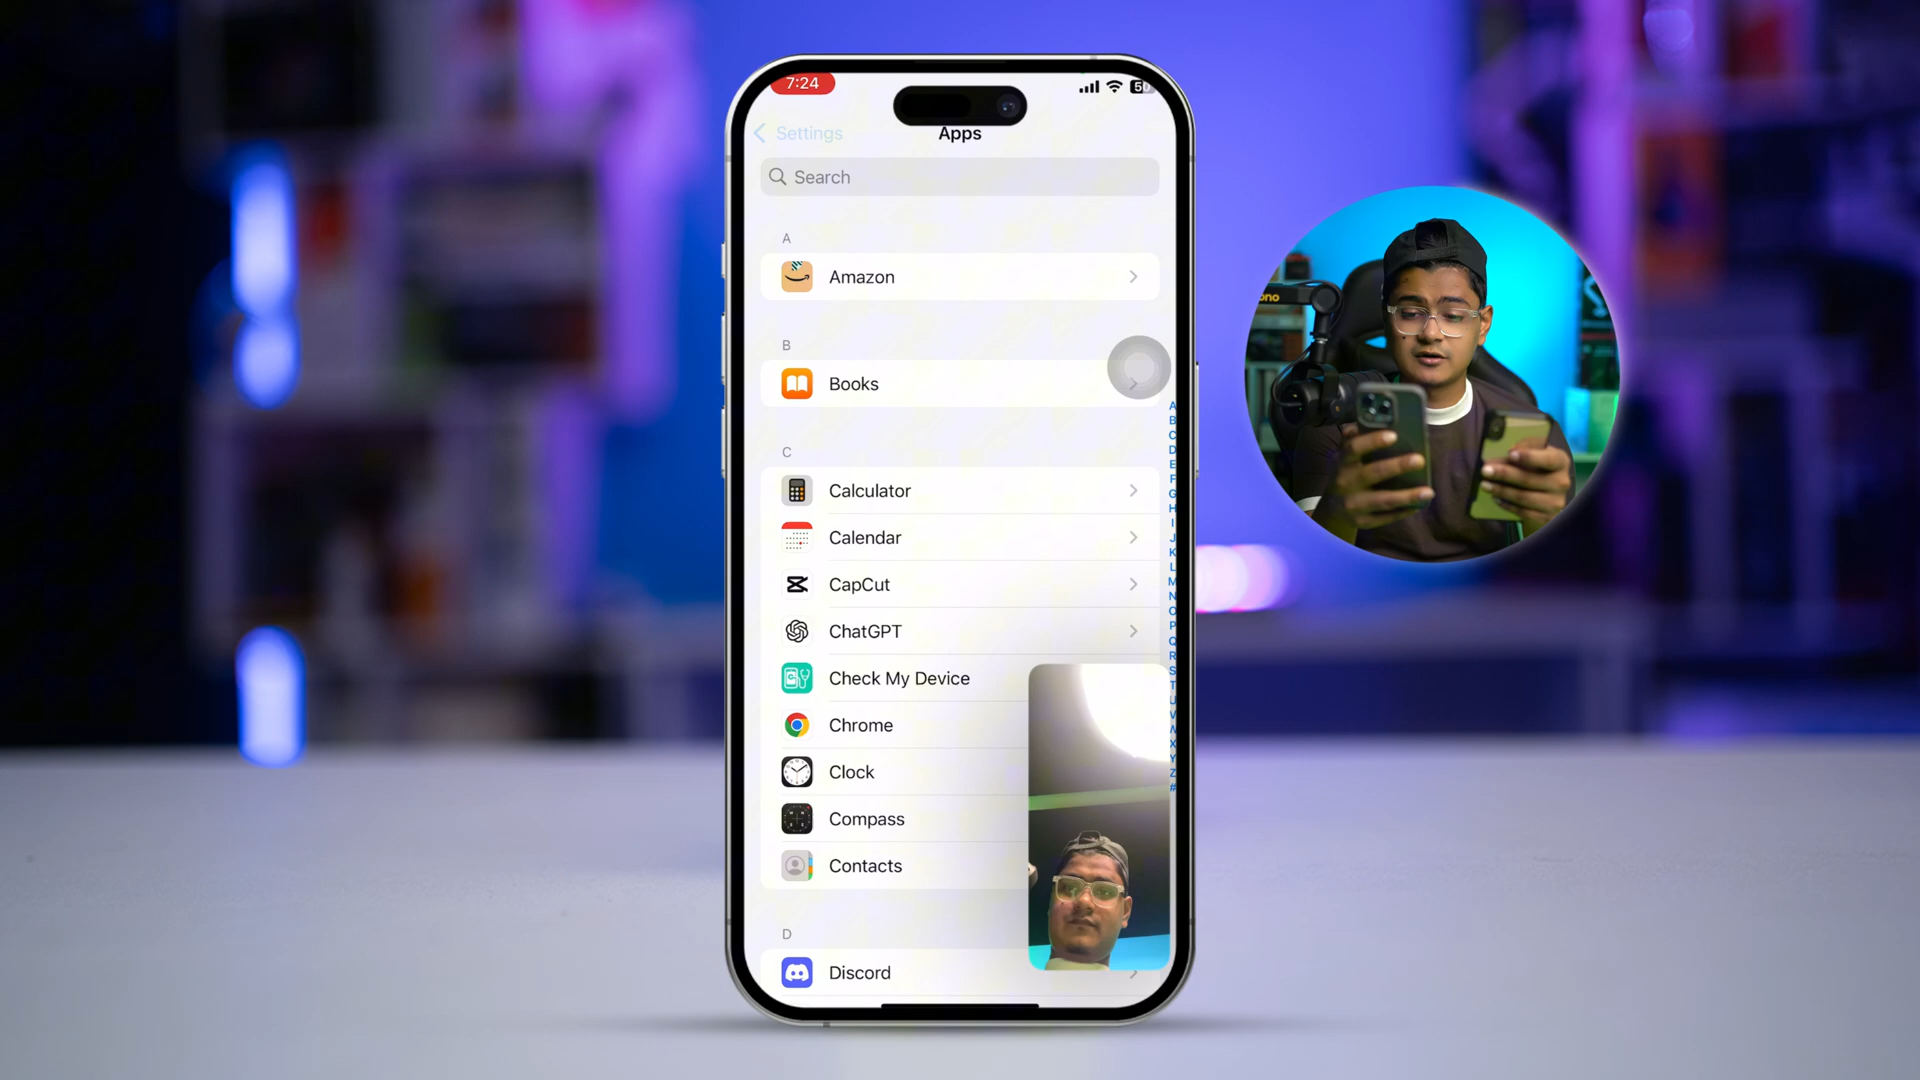 7:24
Settings
Apps
Search
A
Amazon
B
Books
C
Calculator
Calendar
CapCut
ChatGPT
Check My Device
Chrome
Clock
Compass
Contacts
D
Discord
A
B
C
D
E
F
G
H
I
J
K
L
M
N
O
P
Q
R
S
T
U
V
W
X
Y
Z
#
ono